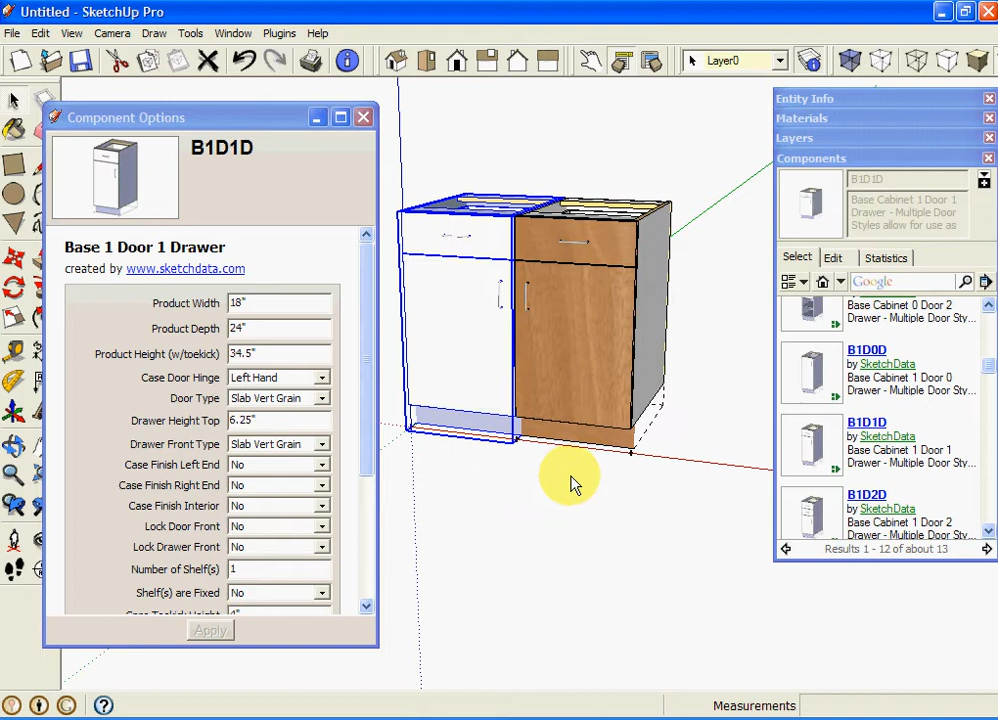 Untitled - SketchUp Pro
File Edit View Camera Draw Tools Window Plugins Help
Layer0
Component Options
B1D1D
Base 1 Door 1 Drawer
created by www.sketchdata.com
Product Width 18"
Product Depth 24"
Product Height (w/toekick) 34.5"
Case Door Hinge Left Hand
Door Type Slab Vert Grain
Drawer Height Top 6.25"
Drawer Front Type Slab Vert Grain
Case Finish Left End No
Case Finish Right End No
Case Finish Interior No
Lock Door Front No
Lock Drawer Front No
Number of Shelf(s) 1
Shelf(s) are Fixed No
Case Toekick Height 4"
Apply
Entity Info
Materials
Layers
Components
B1D1D
Base Cabinet 1 Door 1
Drawer - Multiple Door
Styles allow for use as
Select Edit Statistics
Google
Base Cabinet 0 Door 2
Drawer - Multiple Door Sty...
B1D0D
by SketchData
Base Cabinet 1 Door 0
Drawer - Multiple Door Sty...
B1D1D
by SketchData
Base Cabinet 1 Door 1
Drawer - Multiple Door Sty...
B1D2D
by SketchData
Base Cabinet 1 Door 2
Drawer - Multiple Door Sty...
Results 1 - 12 of about 13
Measurements